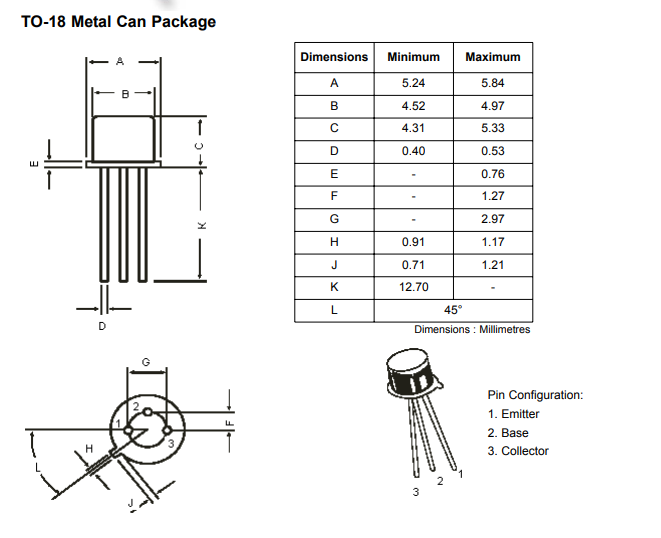 TO-18 Metal Can Package
A
B
C
E
K
D
Dimensions Minimum Maximum
A 5.24 5.84
B 4.52 4.97
C 4.31 5.33
D 0.40 0.53
E - 0.76
F - 1.27
G - 2.97
H 0.91 1.17
J 0.71 1.21
K 12.70 -
L 45°
Dimensions : Millimetres
G
2
1
3
F
H
L
J
3
2
1
Pin Configuration:
1. Emitter
2. Base
3. Collector